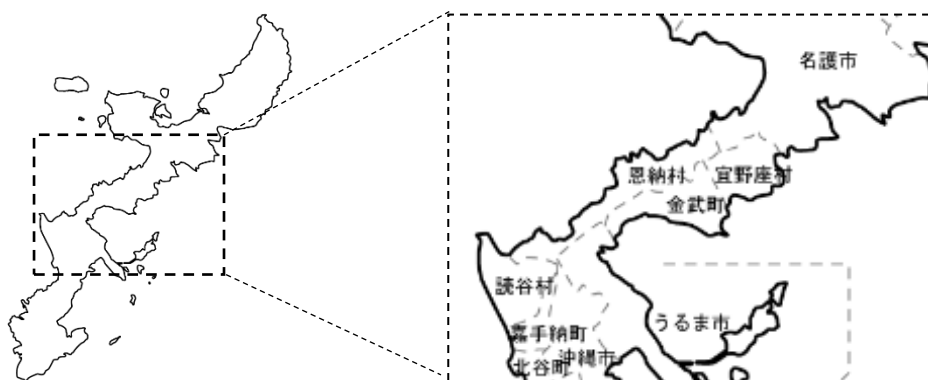 名護市
恩納村
宜野座村
金武町
読谷村
うるま市
嘉手納町
沖縄市
北谷町